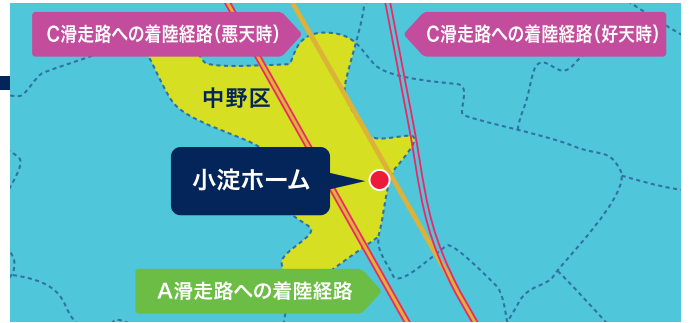 C滑走路への着陸経路（悪天時）
C滑走路への着陸経路（好天時）
中野区
小淀ホーム
A滑走路への着陸経路